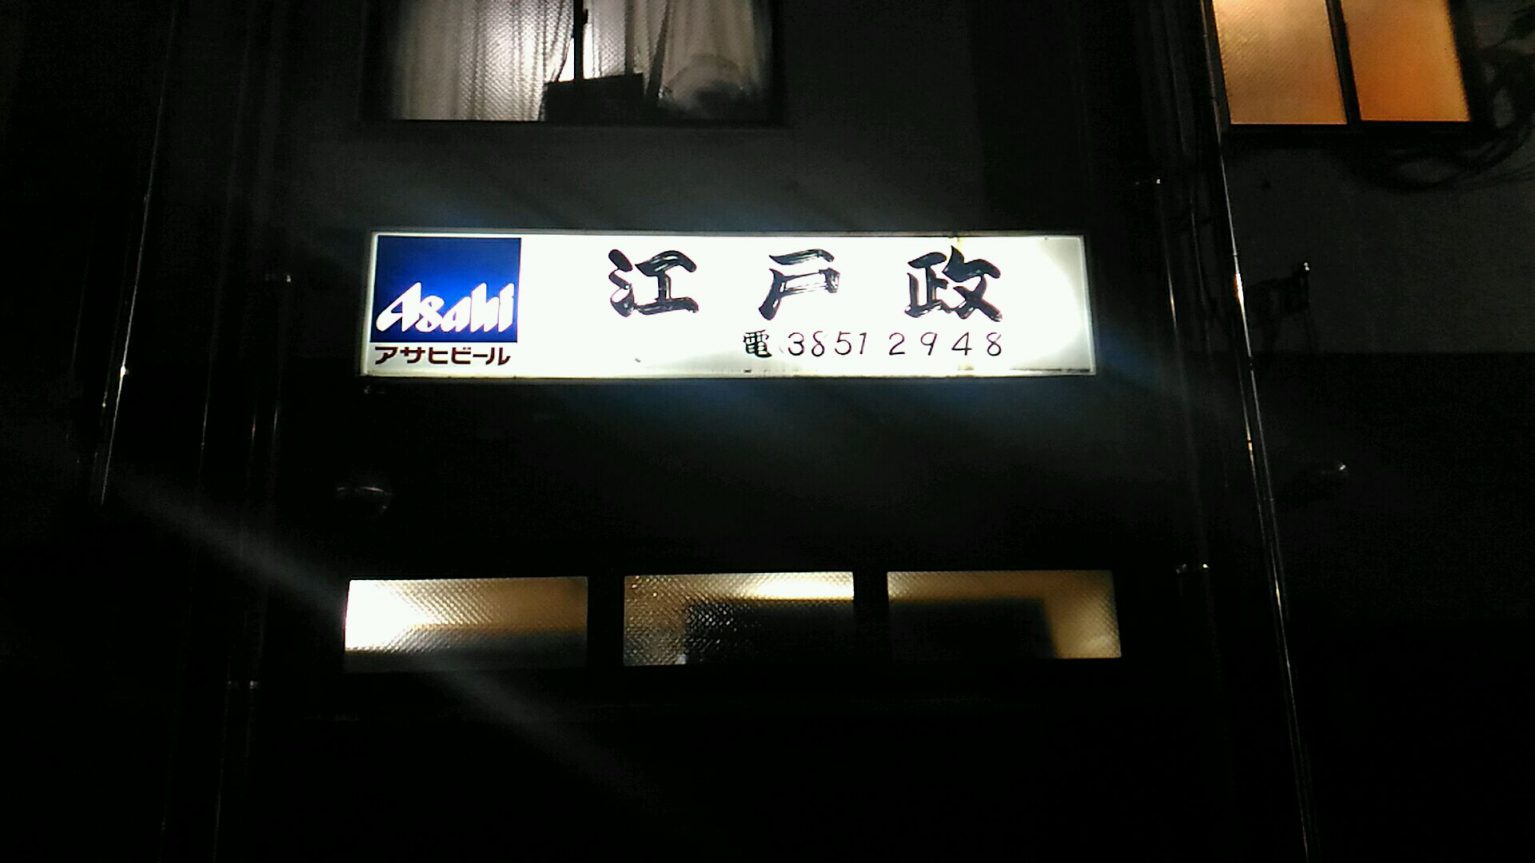 Asahi
アサヒビール
江戸政
電 3851 2948